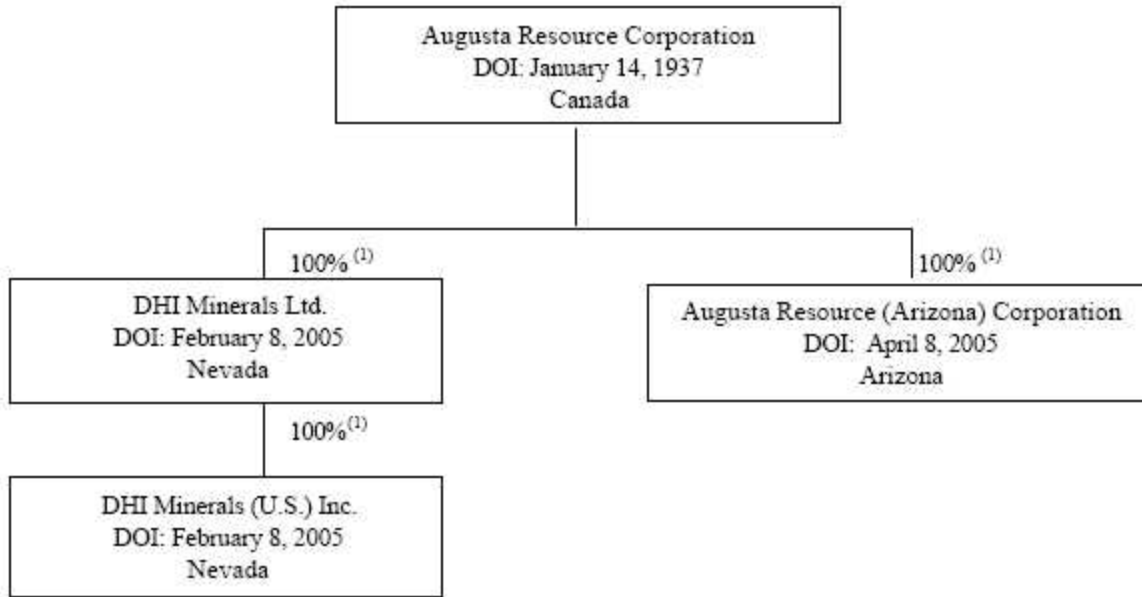 Augusta Resource Corporation
DOI: January 14, 1937
Canada
100% (1)
100% (1)
DHI Minerals Ltd.
DOI: February 8, 2005
Nevada
Augusta Resource (Arizona) Corporation
DOI: April 8, 2005
Arizona
100%(1)
DHI Minerals (U.S.) Inc.
DOI: February 8, 2005
Nevada